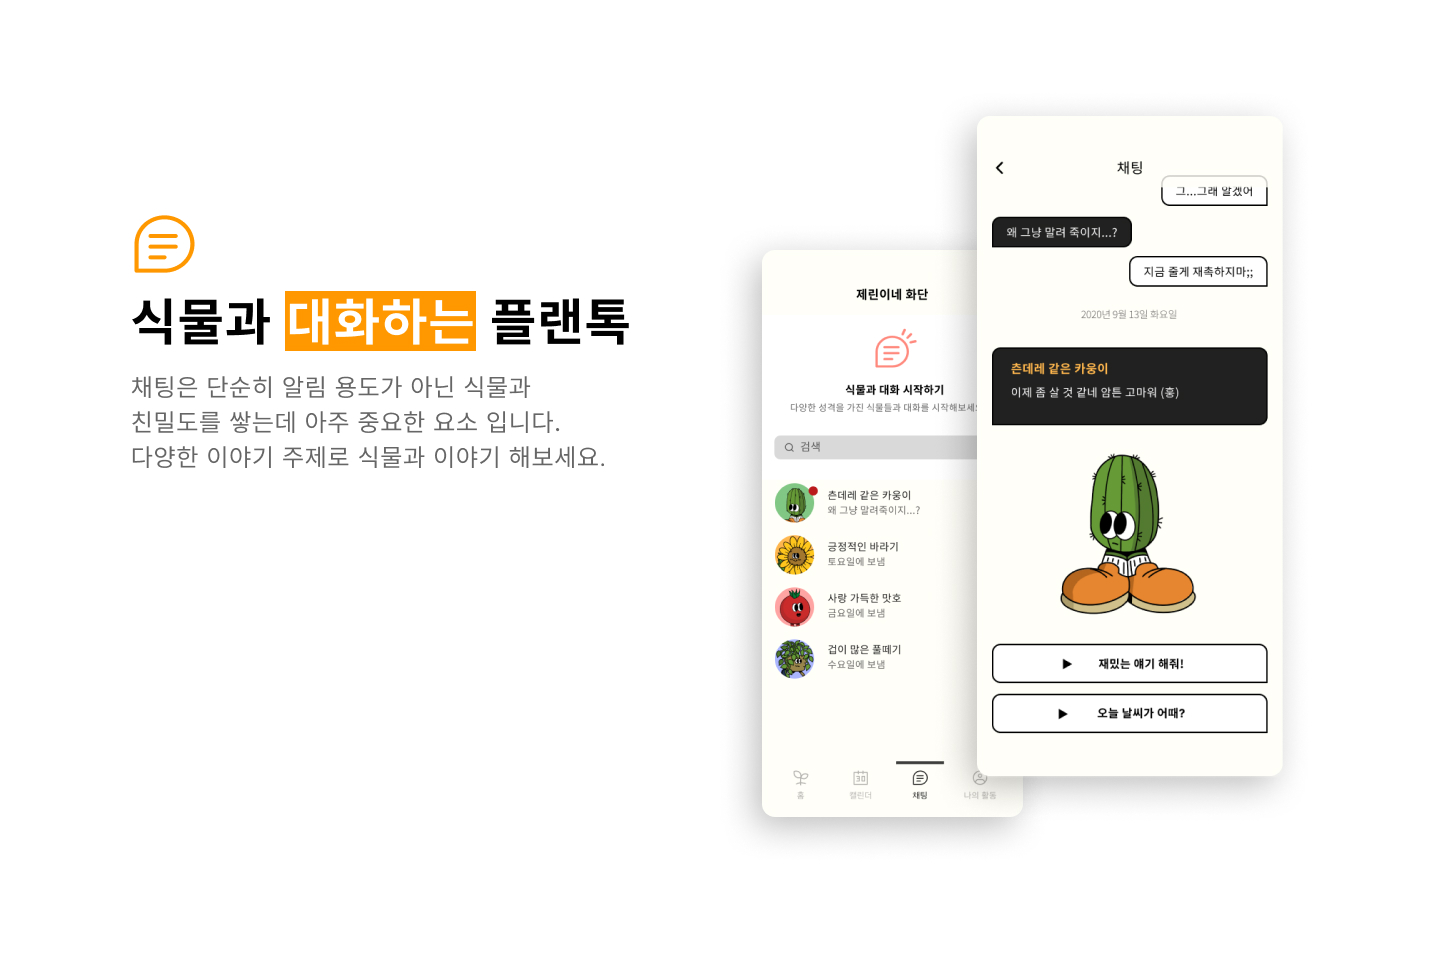 식물과 대화하는 플랜톡
채팅은 단순히 알림 용도가 아닌 식물과
친밀도를 쌓는데 아주 중요한 요소 입니다.
다양한 이야기 주제로 식물과 이야기 해보세요.
제린이네 화단
식물과 대화 시작하기
다양한 성격을 가진 식물들과 대화를 시작해보세
검색
츤데레 같은 카웅이
왜 그냥 말려죽이지...?
긍정적인 바라기
토요일에 보냄
사랑 가득한 맛호
금요일에 보냄
겁이 많은 풀떼기
수요일에 보냄
홈
30
캘린더
채팅
나의 활동
채팅
그...그래 알겠어
왜 그냥 말려 죽이지...?
지금 줄게 재촉하지마;;
2020년 9월 13일 화요일
츤데레 같은 카웅이
이제 좀 살 것 같네 암튼 고마워 (흥)
재밌는 얘기 해줘!
오늘 날씨가 어때?